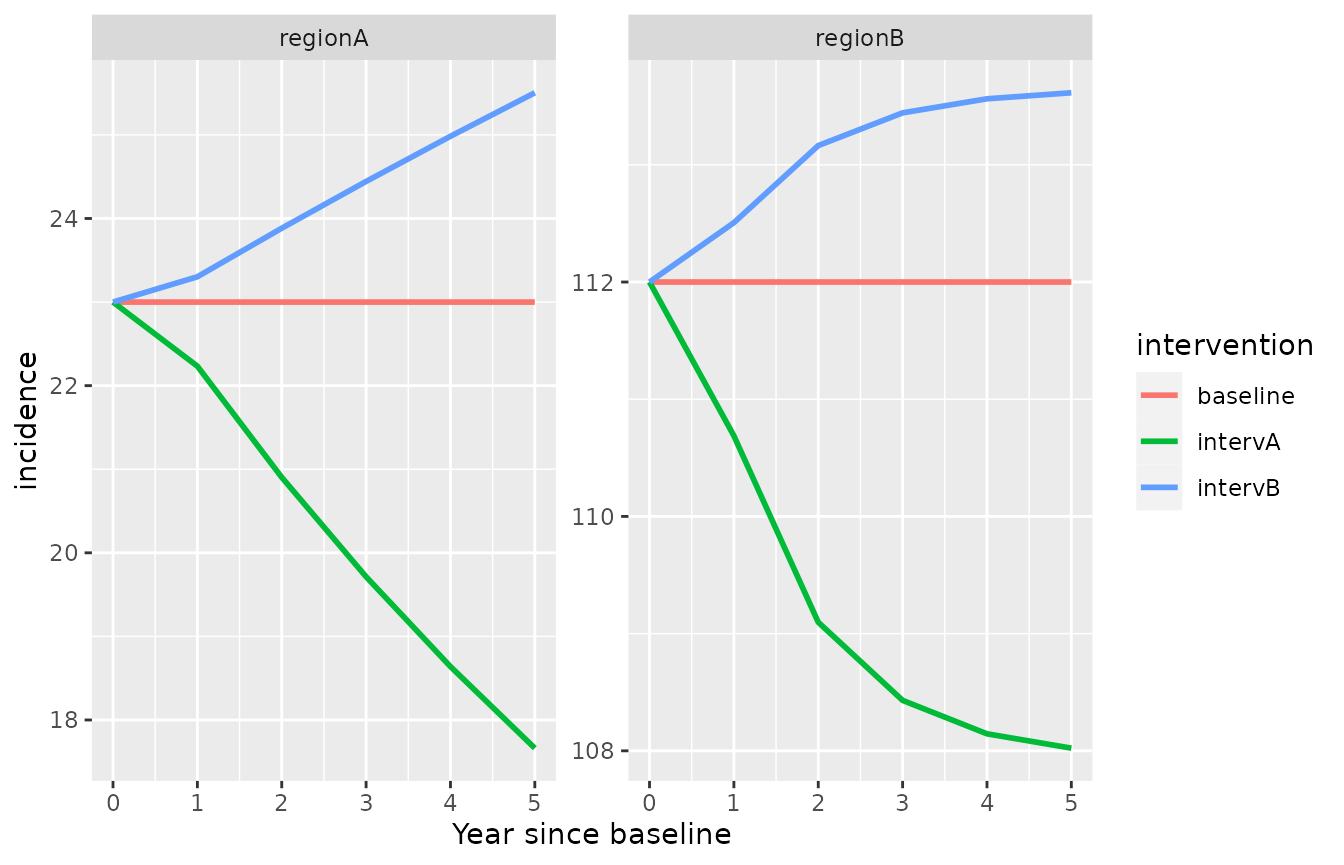 regionA
regionB
24
22
20
18
112
110
108
incidence
0 1 2 3 4 5
0 1 2 3 4 5
Year since baseline
intervention
baseline
intervA
intervB